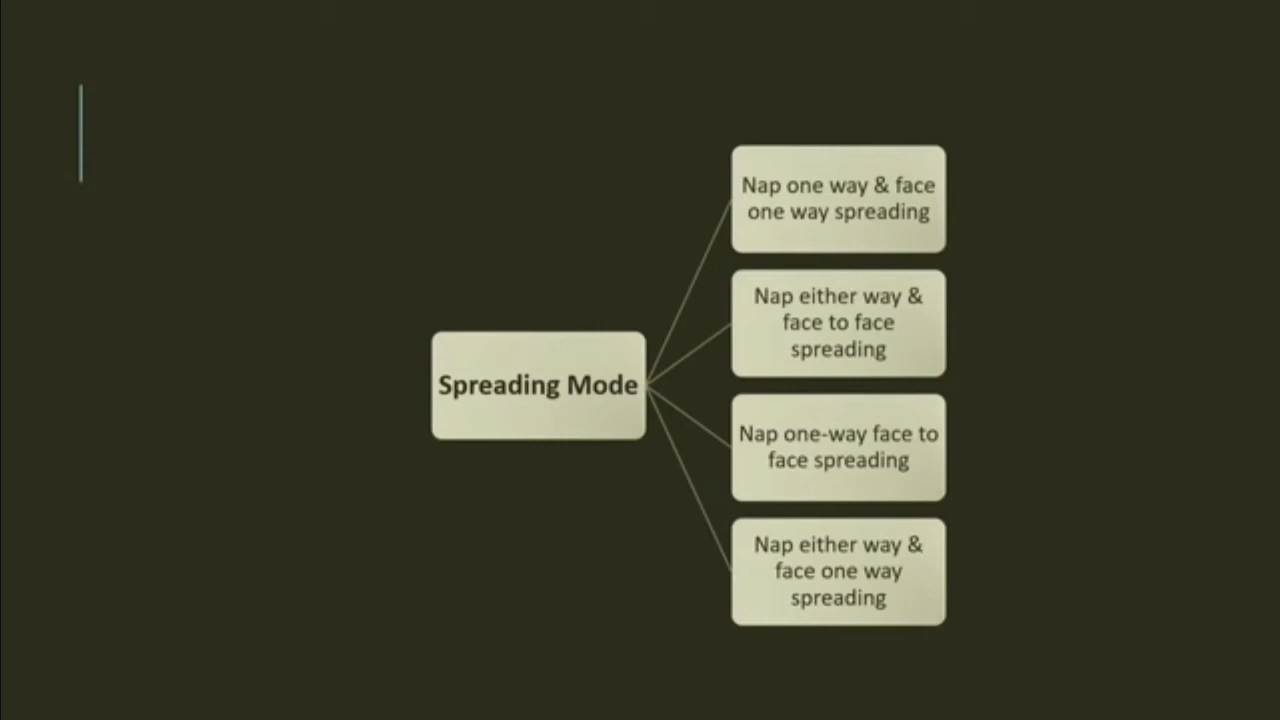 Nap one way & face
one way spreading
Nap either way &
face to face
spreading
Spreading Mode
Nap one-way face to
face spreading
Nap either way &
face one way
spreading